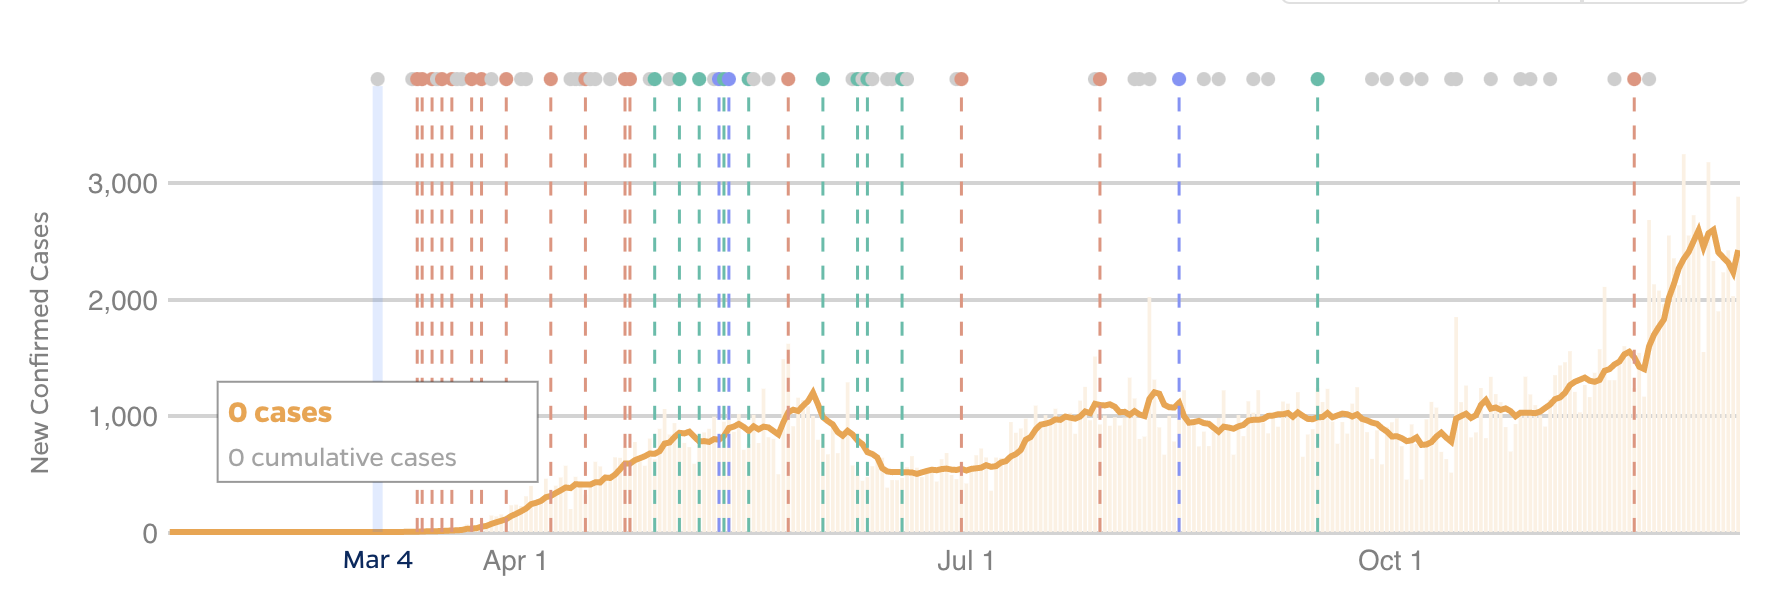 3,000
2,000
1,000
0
New Confirmed Cases
0 cases
0 cumulative cases
Mar 4
Apr 1
Jul 1
Oct 1